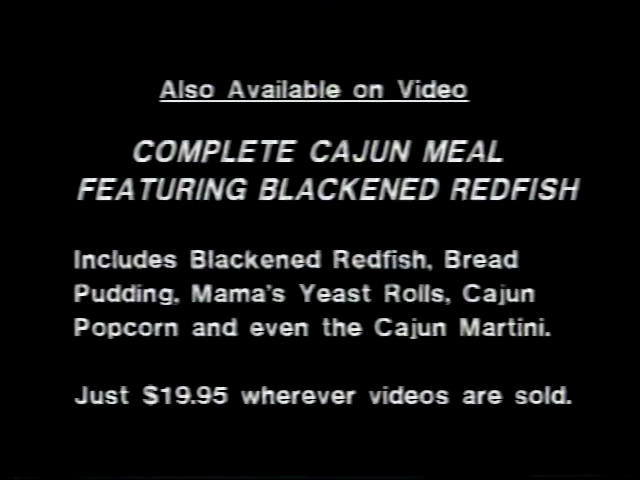 Also Available on Video
COMPLETE CAJUN MEAL
FEATURING BLACKENED REDFISH
Includes Blackened Redfish, Bread
Pudding, Mama's Yeast Rolls, Cajun
Popcorn and even the Cajun Martini.
Just $19.95 wherever videos are sold.